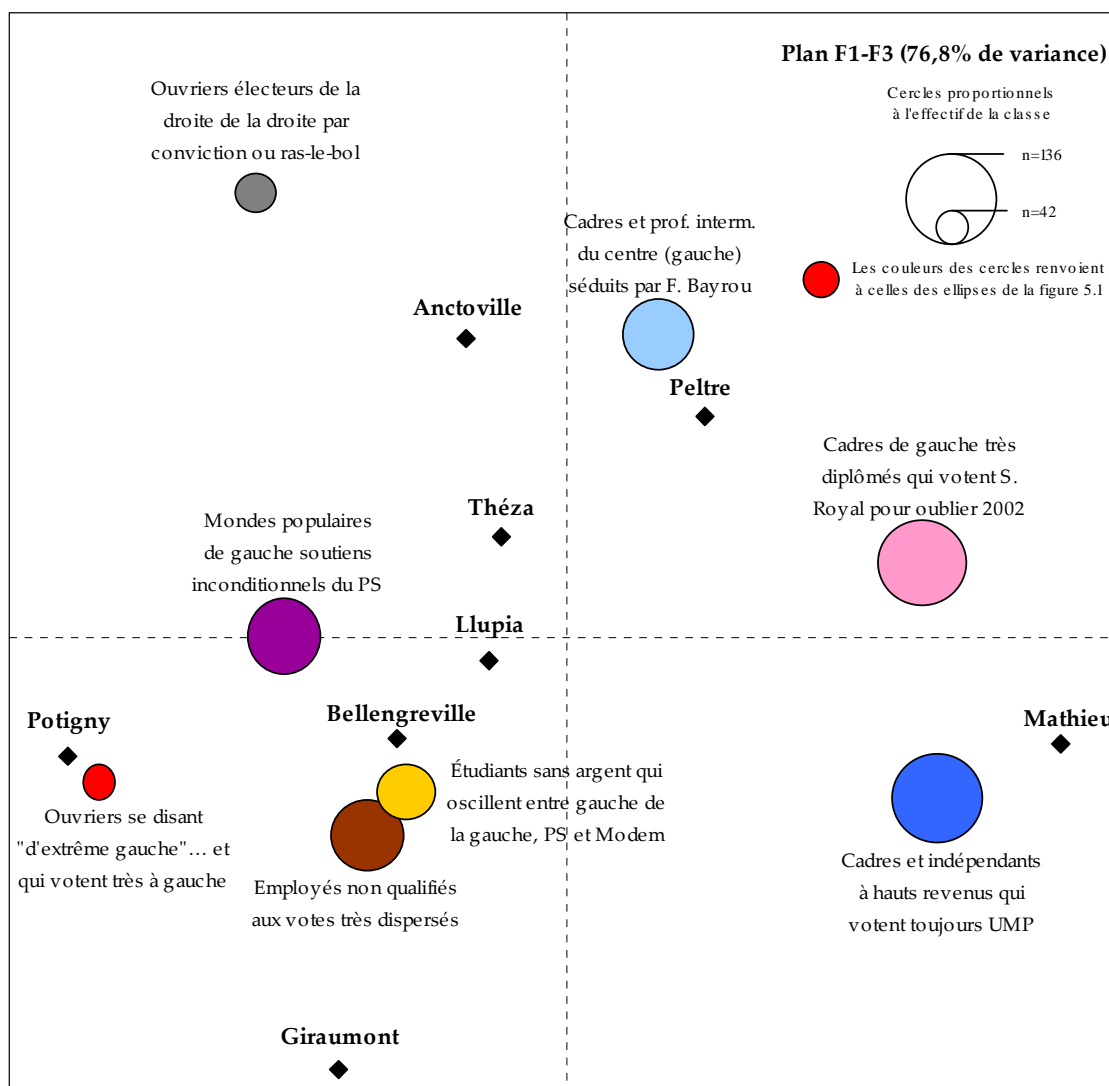 Plan F1-F3 (76,8% de variance)
Cercles proportionnels
à l'effectif de la classe
n=136
n=42
Les couleurs des cercles renvoient
à celles des ellipses de la figure 5.1
Ouvriers électeurs de la
droite de la droite par
conviction ou ras-le-bol
Cadres et prof. interm.
du centre (gauche)
séduits par F. Bayrou
Anctoville
Peltre
Cadres de gauche très
diplômés qui votent S.
Royal pour oublier 2002
Théza
Mondes populaires
de gauche soutiens
inconditionnels du PS
Llupia
Potigny
Bellengreville
Mathieu
Étudiants sans argent qui
oscillent entre gauche de
la gauche, PS et Modem
Ouvriers se disant
"d'extrême gauche"… et
qui votent très à gauche
Employés non qualifiés
aux votes très dispersés
Cadres et indépendants
à hauts revenus qui
votent toujours UMP
Giraumont